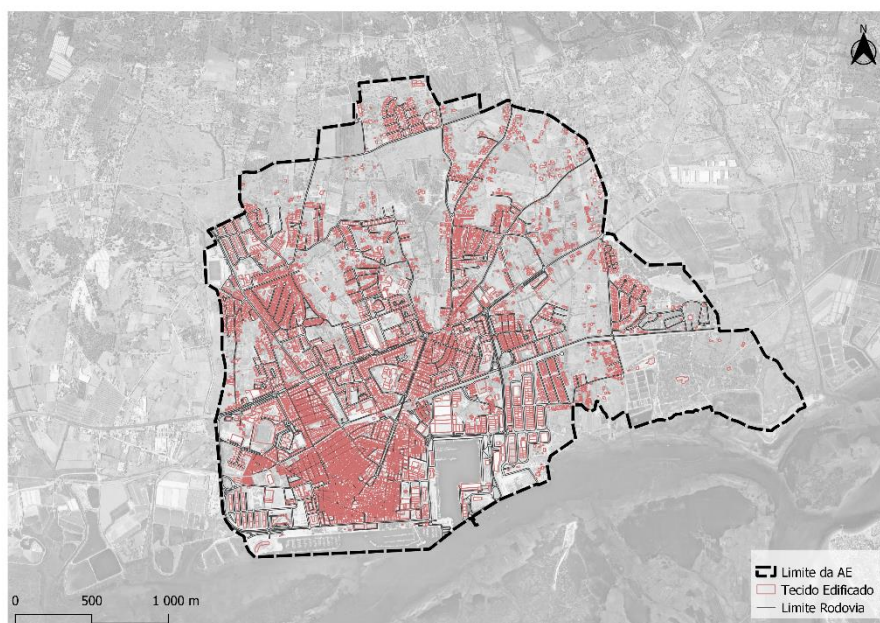 N
Limite da AE
Tecido Edificado
Limite Rodovia
0 500 1 000 m